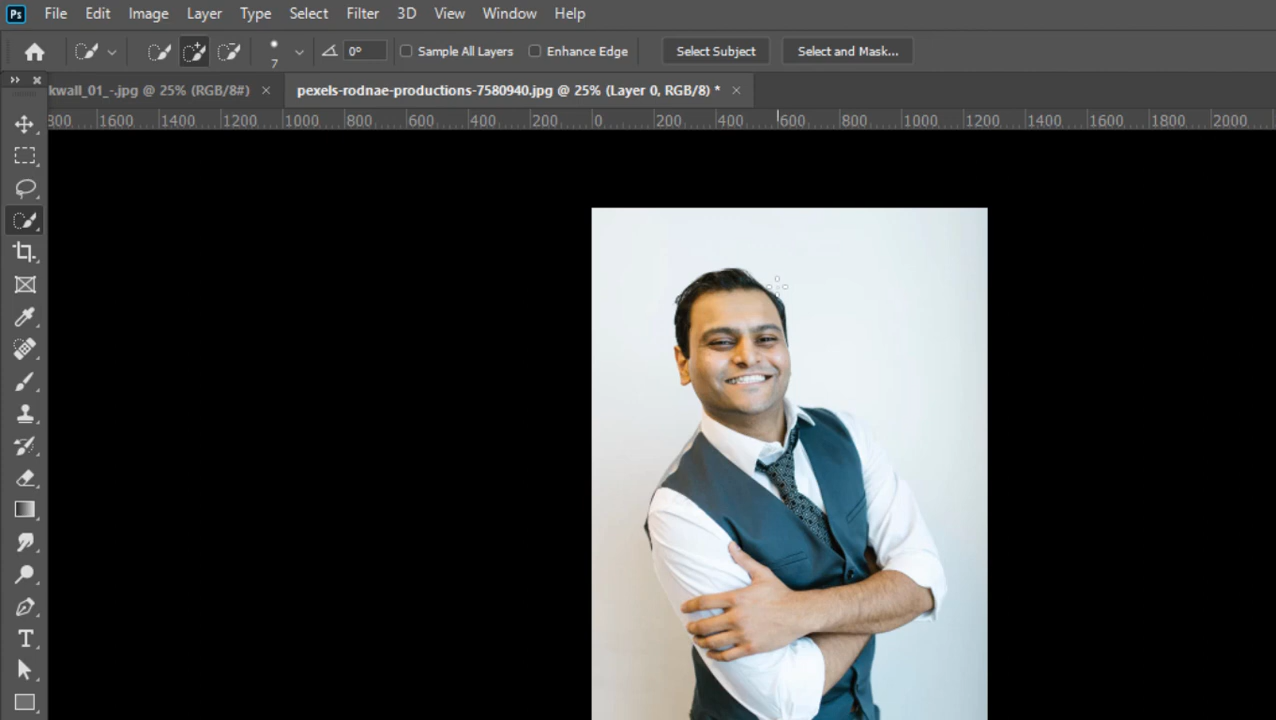 Ps File Edit Image Layer Type Select Filter 3D View Window Help
7 0° Sample All Layers Enhance Edge Select Subject Select and Mask...
kwall_01_-.jpg @ 25% (RGB/8#) × pexels-rodnae-productions-7580940.jpg @ 25% (Layer 0, RGB/8) * ×
800 1600 1400 1200 1000 800 600 400 200 0 200 400 600 800 1000 1200 1400 1600 1800 2000
T